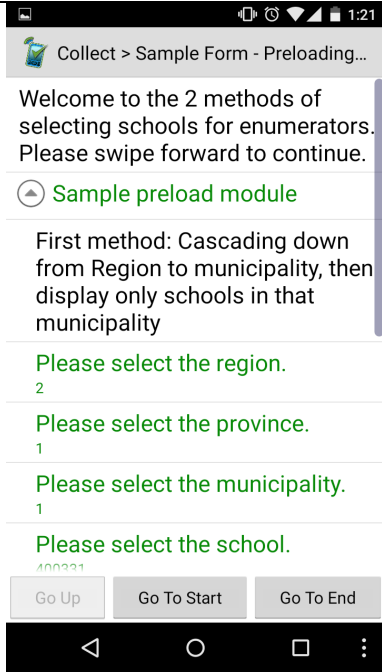 1:21
Collect > Sample Form - Preloading...
Welcome to the 2 methods of
selecting schools for enumerators.
Please swipe forward to continue.
Sample preload module
First method: Cascading down
from Region to municipality, then
display only schools in that
municipality
Please select the region.
2
Please select the province.
1
Please select the municipality.
1
Please select the school.
400331
Go Up
Go To Start
Go To End